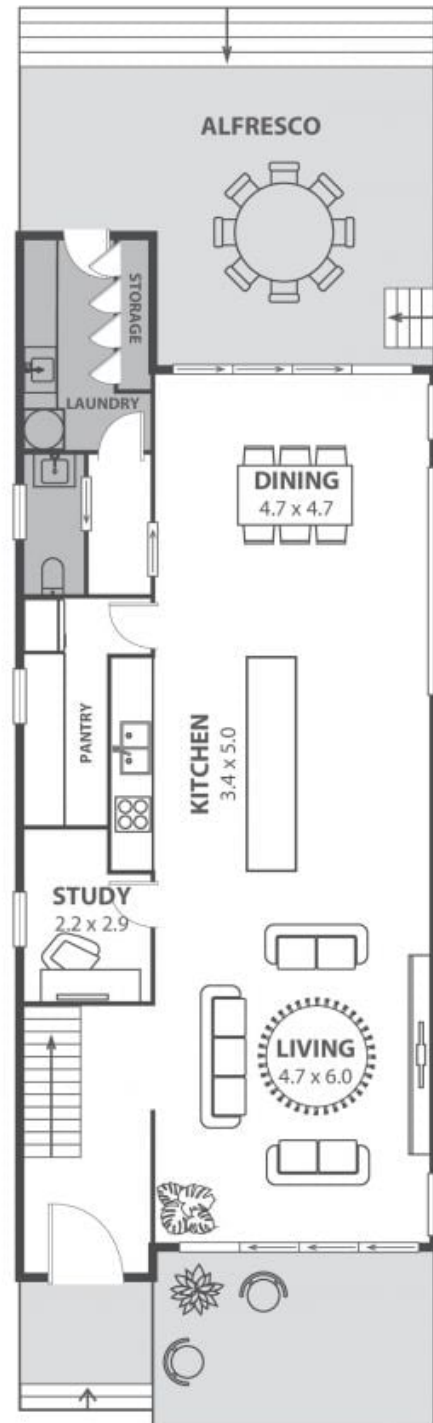 ALFRESCO
STORAGE
LAUNDRY
DINING
4.7 x 4.7
PANTRY
KITCHEN
3.4 x 5.0
STUDY
2.2 x 2.9
LIVING
4.7 x 6.0